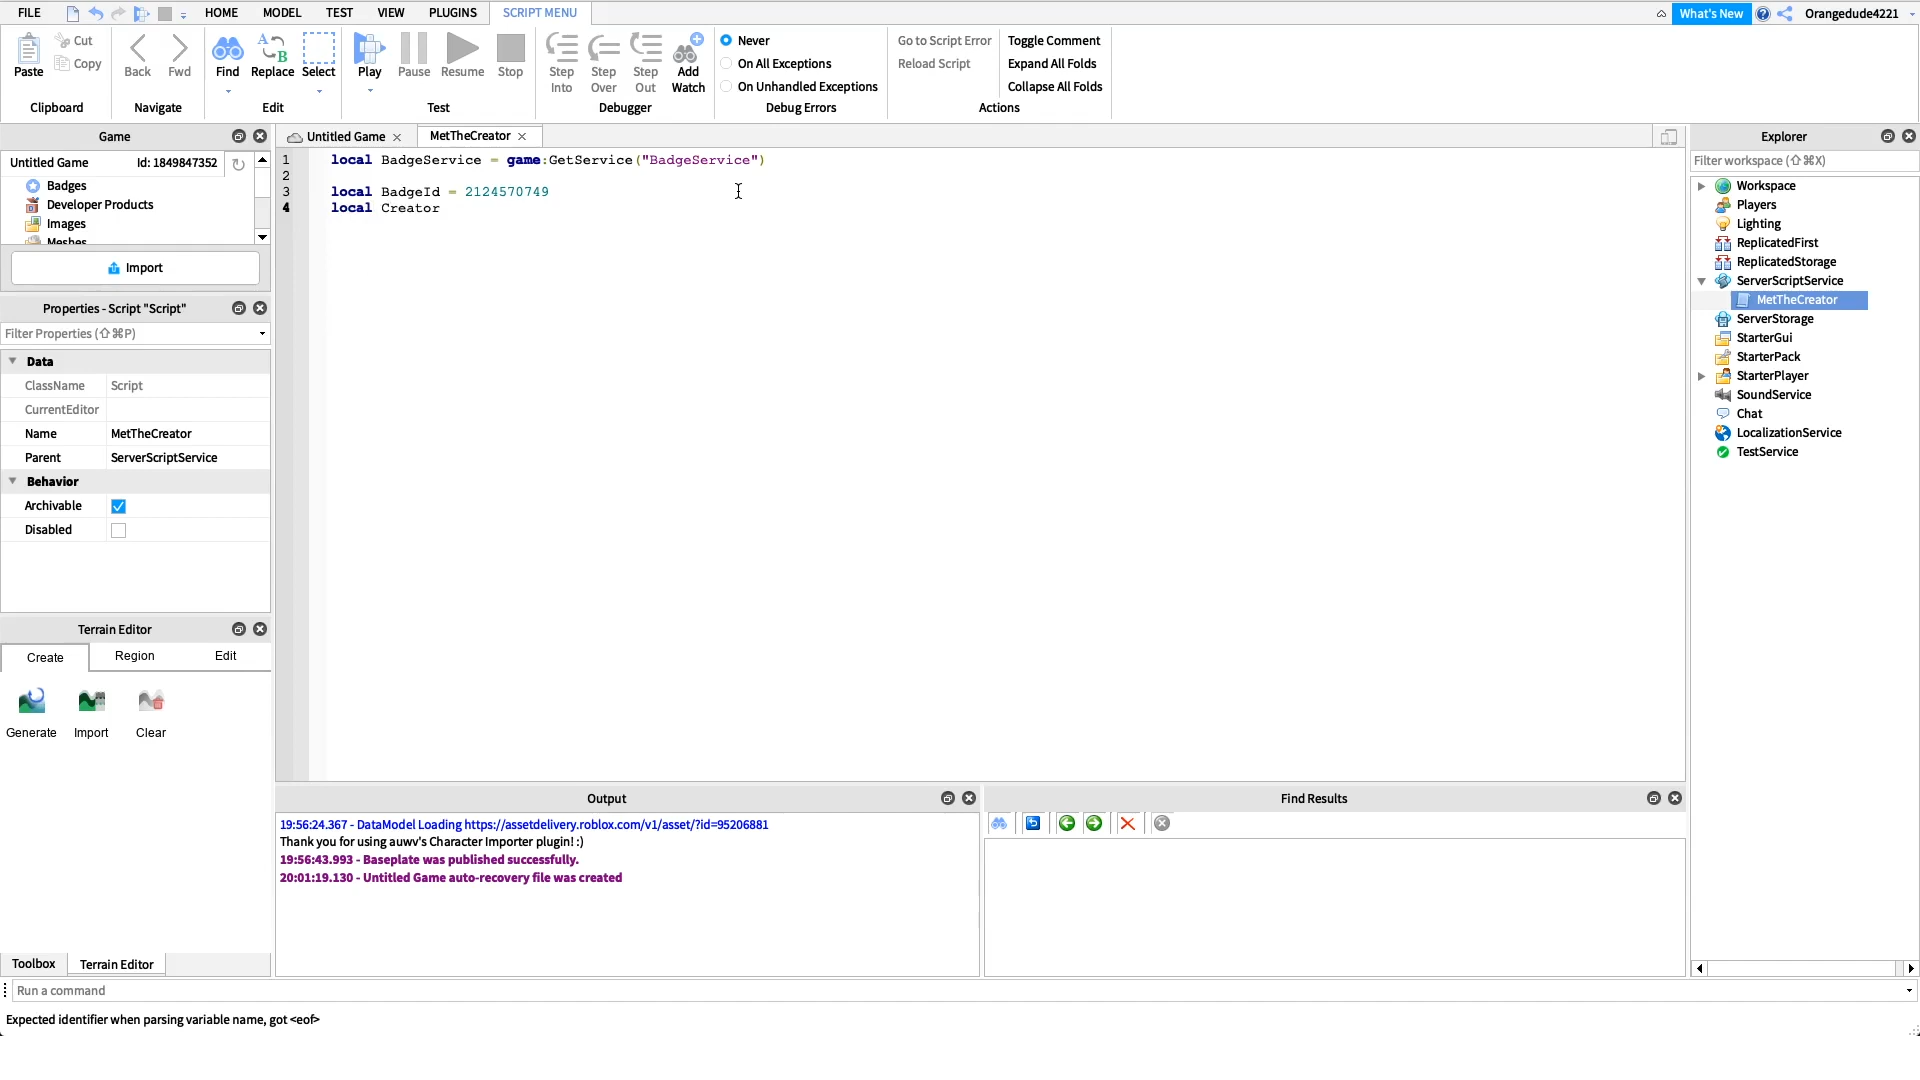 FILE HOME MODEL TEST VIEW PLUGINS SCRIPT MENU What's New Orangedude4221
Paste Cut Copy Back Fwd Find Replace Select Play Pause Resume Stop Step Into Step Over Step Out Add Watch
Never
On All Exceptions
On Unhandled Exceptions
Go to Script Error
Reload Script
Toggle Comment
Expand All Folds
Collapse All Folds
Clipboard Navigate Edit Test Debugger Debug Errors Actions
Game
Untitled Game Id: 1849847352
Badges
Developer Products
Images
Meshes
Import
Properties - Script "Script"
Filter Properties (⇧⌘P)
Data
ClassName Script
CurrentEditor
Name MetTheCreator
Parent ServerScriptService
Behavior
Archivable
Disabled
Terrain Editor
Create Region Edit
Generate Import Clear
Toolbox Terrain Editor
Untitled Game MetTheCreator
1 local BadgeService = game:GetService("BadgeService")
2
3 local BadgeId = 2124570749
4 local Creator
Output
19:56:24.367 - DataModel Loading https://assetdelivery.roblox.com/v1/asset/?id=95206881
Thank you for using auwv's Character Importer plugin! :)
19:56:43.993 - Baseplate was published successfully.
20:01:19.130 - Untitled Game auto-recovery file was created
Find Results
Explorer
Filter workspace (⇧⌘X)
Workspace
Players
Lighting
ReplicatedFirst
ReplicatedStorage
ServerScriptService
MetTheCreator
ServerStorage
StarterGui
StarterPack
StarterPlayer
SoundService
Chat
LocalizationService
TestService
Run a command
Expected identifier when parsing variable name, got <eof>